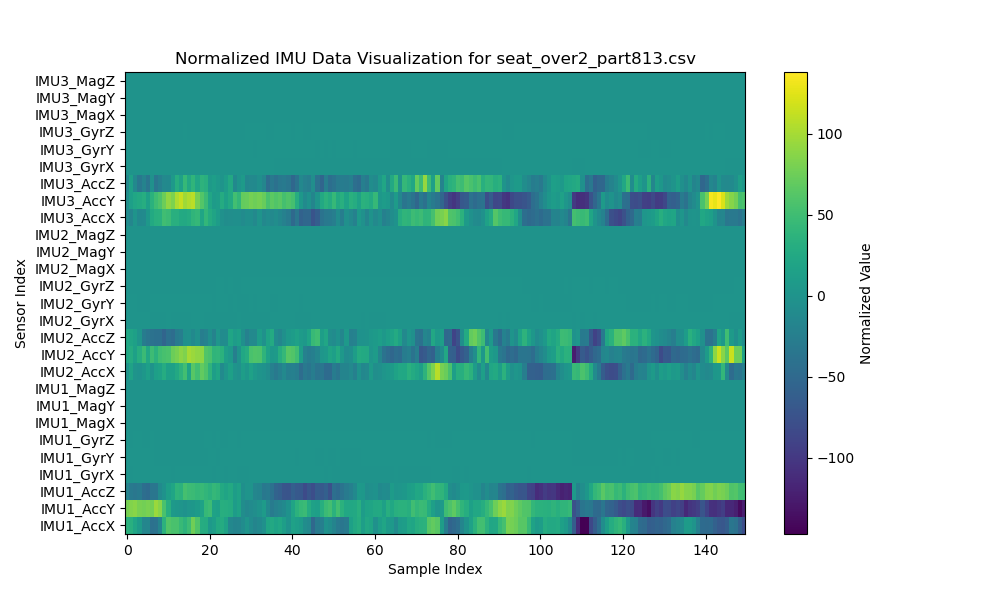 Normalized IMU Data Visualization for seat_over2_part813.csv
IMU3_MagZ
IMU3_MagY
IMU3_MagX
IMU3_GyrZ
IMU3_GyrY
IMU3_GyrX
IMU3_AccZ
IMU3_AccY
IMU3_AccX
IMU2_MagZ
IMU2_MagY
IMU2_MagX
IMU2_GyrZ
IMU2_GyrY
IMU2_GyrX
IMU2_AccZ
IMU2_AccY
IMU2_AccX
IMU1_MagZ
IMU1_MagY
IMU1_MagX
IMU1_GyrZ
IMU1_GyrY
IMU1_GyrX
IMU1_AccZ
IMU1_AccY
IMU1_AccX
Sensor Index
0 20 40 60 80 100 120 140
Sample Index
100
50
0
−50
−100
Normalized Value